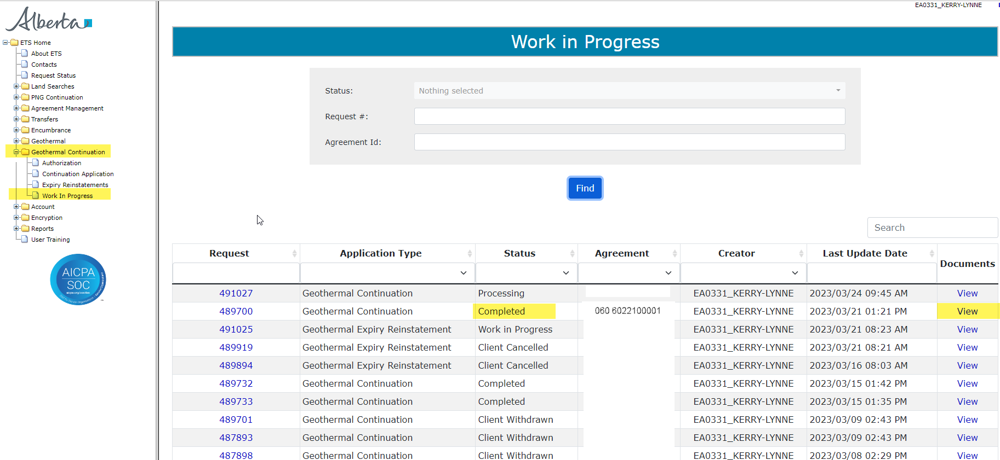 EA0331_KERRY-LYNNE
Alberta
ETS Home
About ETS
Contacts
Request Status
Land Searches
PNG Continuation
Agreement Management
Transfers
Encumbrance
Geothermal
Geothermal Continuation
Authorization
Continuation Application
Expiry Reinstatements
Work In Progress
Account
Encryption
Reports
User Training
AICPA
SOC
Work in Progress
Status: Nothing selected
Request #:
Agreement Id:
Find
Search
Request Application Type Status Agreement Creator Last Update Date Documents
491027 Geothermal Continuation Processing EA0331_KERRY-LYNNE 2023/03/24 09:45 AM View
489700 Geothermal Continuation Completed 060 6022100001 EA0331_KERRY-LYNNE 2023/03/21 01:21 PM View
491025 Geothermal Expiry Reinstatement Work in Progress EA0331_KERRY-LYNNE 2023/03/21 08:23 AM View
489919 Geothermal Expiry Reinstatement Client Cancelled EA0331_KERRY-LYNNE 2023/03/21 08:21 AM View
489894 Geothermal Expiry Reinstatement Client Cancelled EA0331_KERRY-LYNNE 2023/03/16 08:03 AM View
489732 Geothermal Continuation Completed EA0331_KERRY-LYNNE 2023/03/15 01:42 PM View
489733 Geothermal Continuation Completed EA0331_KERRY-LYNNE 2023/03/15 01:35 PM View
489701 Geothermal Continuation Client Withdrawn EA0331_KERRY-LYNNE 2023/03/09 02:43 PM View
487893 Geothermal Continuation Client Withdrawn EA0331_KERRY-LYNNE 2023/03/09 02:43 PM View
487898 Geothermal Continuation Client Withdrawn EA0331_KERRY-LYNNE 2023/03/08 02:29 PM View